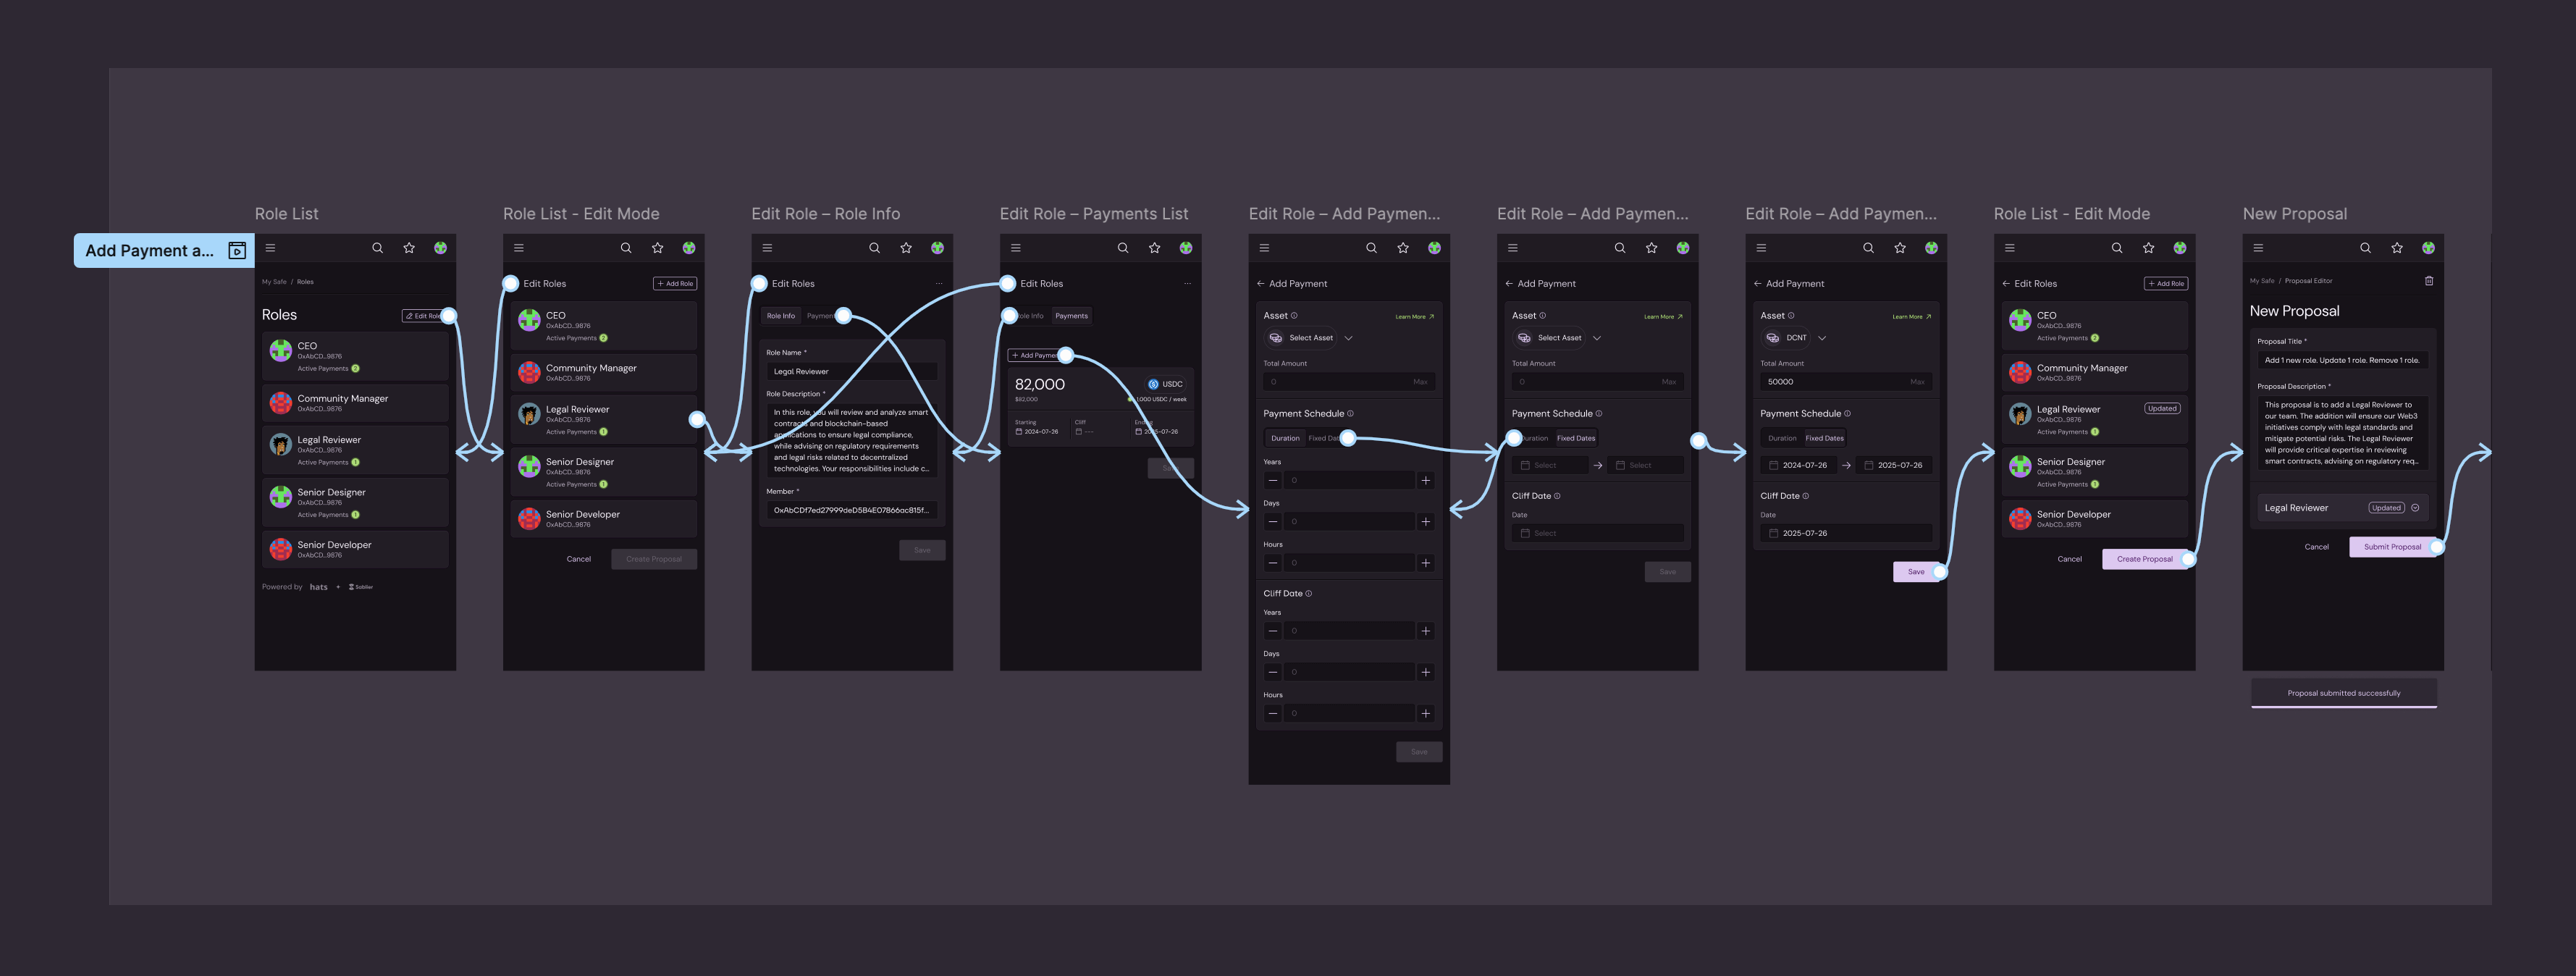 Add Payment a...
Role List
My Safe / Roles
Roles
Edit Role
CEO
0xAbCD...9876
Active Payments 2
Community Manager
0xAbCD...9876
Legal Reviewer
0xAbCD...9876
Active Payments 1
Senior Designer
0xAbCD...9876
Active Payments 1
Senior Developer
0xAbCD...9876
Powered by hats + Sablier
Role List - Edit Mode
Edit Roles
+ Add Role
CEO
0xAbCD...9876
Active Payments 2
Community Manager
0xAbCD...9876
Legal Reviewer
0xAbCD...9876
Active Payments 1
Senior Designer
0xAbCD...9876
Active Payments 1
Senior Developer
0xAbCD...9876
Cancel
Create Proposal
Edit Role – Role Info
Edit Roles
...
Role Info
Paymen
Role Name *
Legal Reviewer
Role Description *
In this role, you will review and analyze smart
contracts and blockchain-based
applications to ensure legal compliance,
while advising on regulatory requirements
and legal risks related to decentralized
technologies. Your responsibilities include c...
Member *
0xAbCDf7ed27999deD5B4E07866ac815f...
Save
Edit Role – Payments List
Edit Roles
...
ole Info
Payments
+ Add Payme
82,000
USDC
$82,000
1,000 USDC / week
Starting
Cliff
Ending
2024-07-26
----
2025-07-26
Edit Role – Add Paymen...
← Add Payment
Asset
Learn More ↗
Select Asset
Total Amount
0
Max
Payment Schedule
Duration
Fixed Dat
Years
0
Days
0
Hours
0
Cliff Date
Years
0
Days
0
Hours
0
Save
Edit Role – Add Paymen...
← Add Payment
Asset
Learn More ↗
Select Asset
Total Amount
0
Max
Payment Schedule
Duration
Fixed Dates
Select → Select
Cliff Date
Date
Select
Save
Edit Role – Add Paymen...
← Add Payment
Asset
Learn More ↗
DCNT
Total Amount
50000
Max
Payment Schedule
Duration
Fixed Dates
2024-07-26 → 2025-07-26
Cliff Date
Date
2025-07-26
Save
Role List - Edit Mode
← Edit Roles
+ Add Role
CEO
0xAbCD...9876
Active Payments 2
Community Manager
0xAbCD...9876
Legal Reviewer
Updated
0xAbCD...9876
Active Payments 1
Senior Designer
0xAbCD...9876
Active Payments 1
Senior Developer
0xAbCD...9876
Cancel
Create Proposal
New Proposal
My Safe / Proposal Editor
New Proposal
Proposal Title *
Add 1 new role. Update 1 role. Remove 1 role.
Proposal Description *
This proposal is to add a Legal Reviewer to
our team. The addition will ensure our Web3
initiatives comply with legal standards and
mitigate potential risks. The Legal Reviewer
will provide critical expertise in reviewing
smart contracts, advising on regulatory req...
Legal Reviewer
Updated
Cancel
Submit Proposal
Proposal submitted successfully